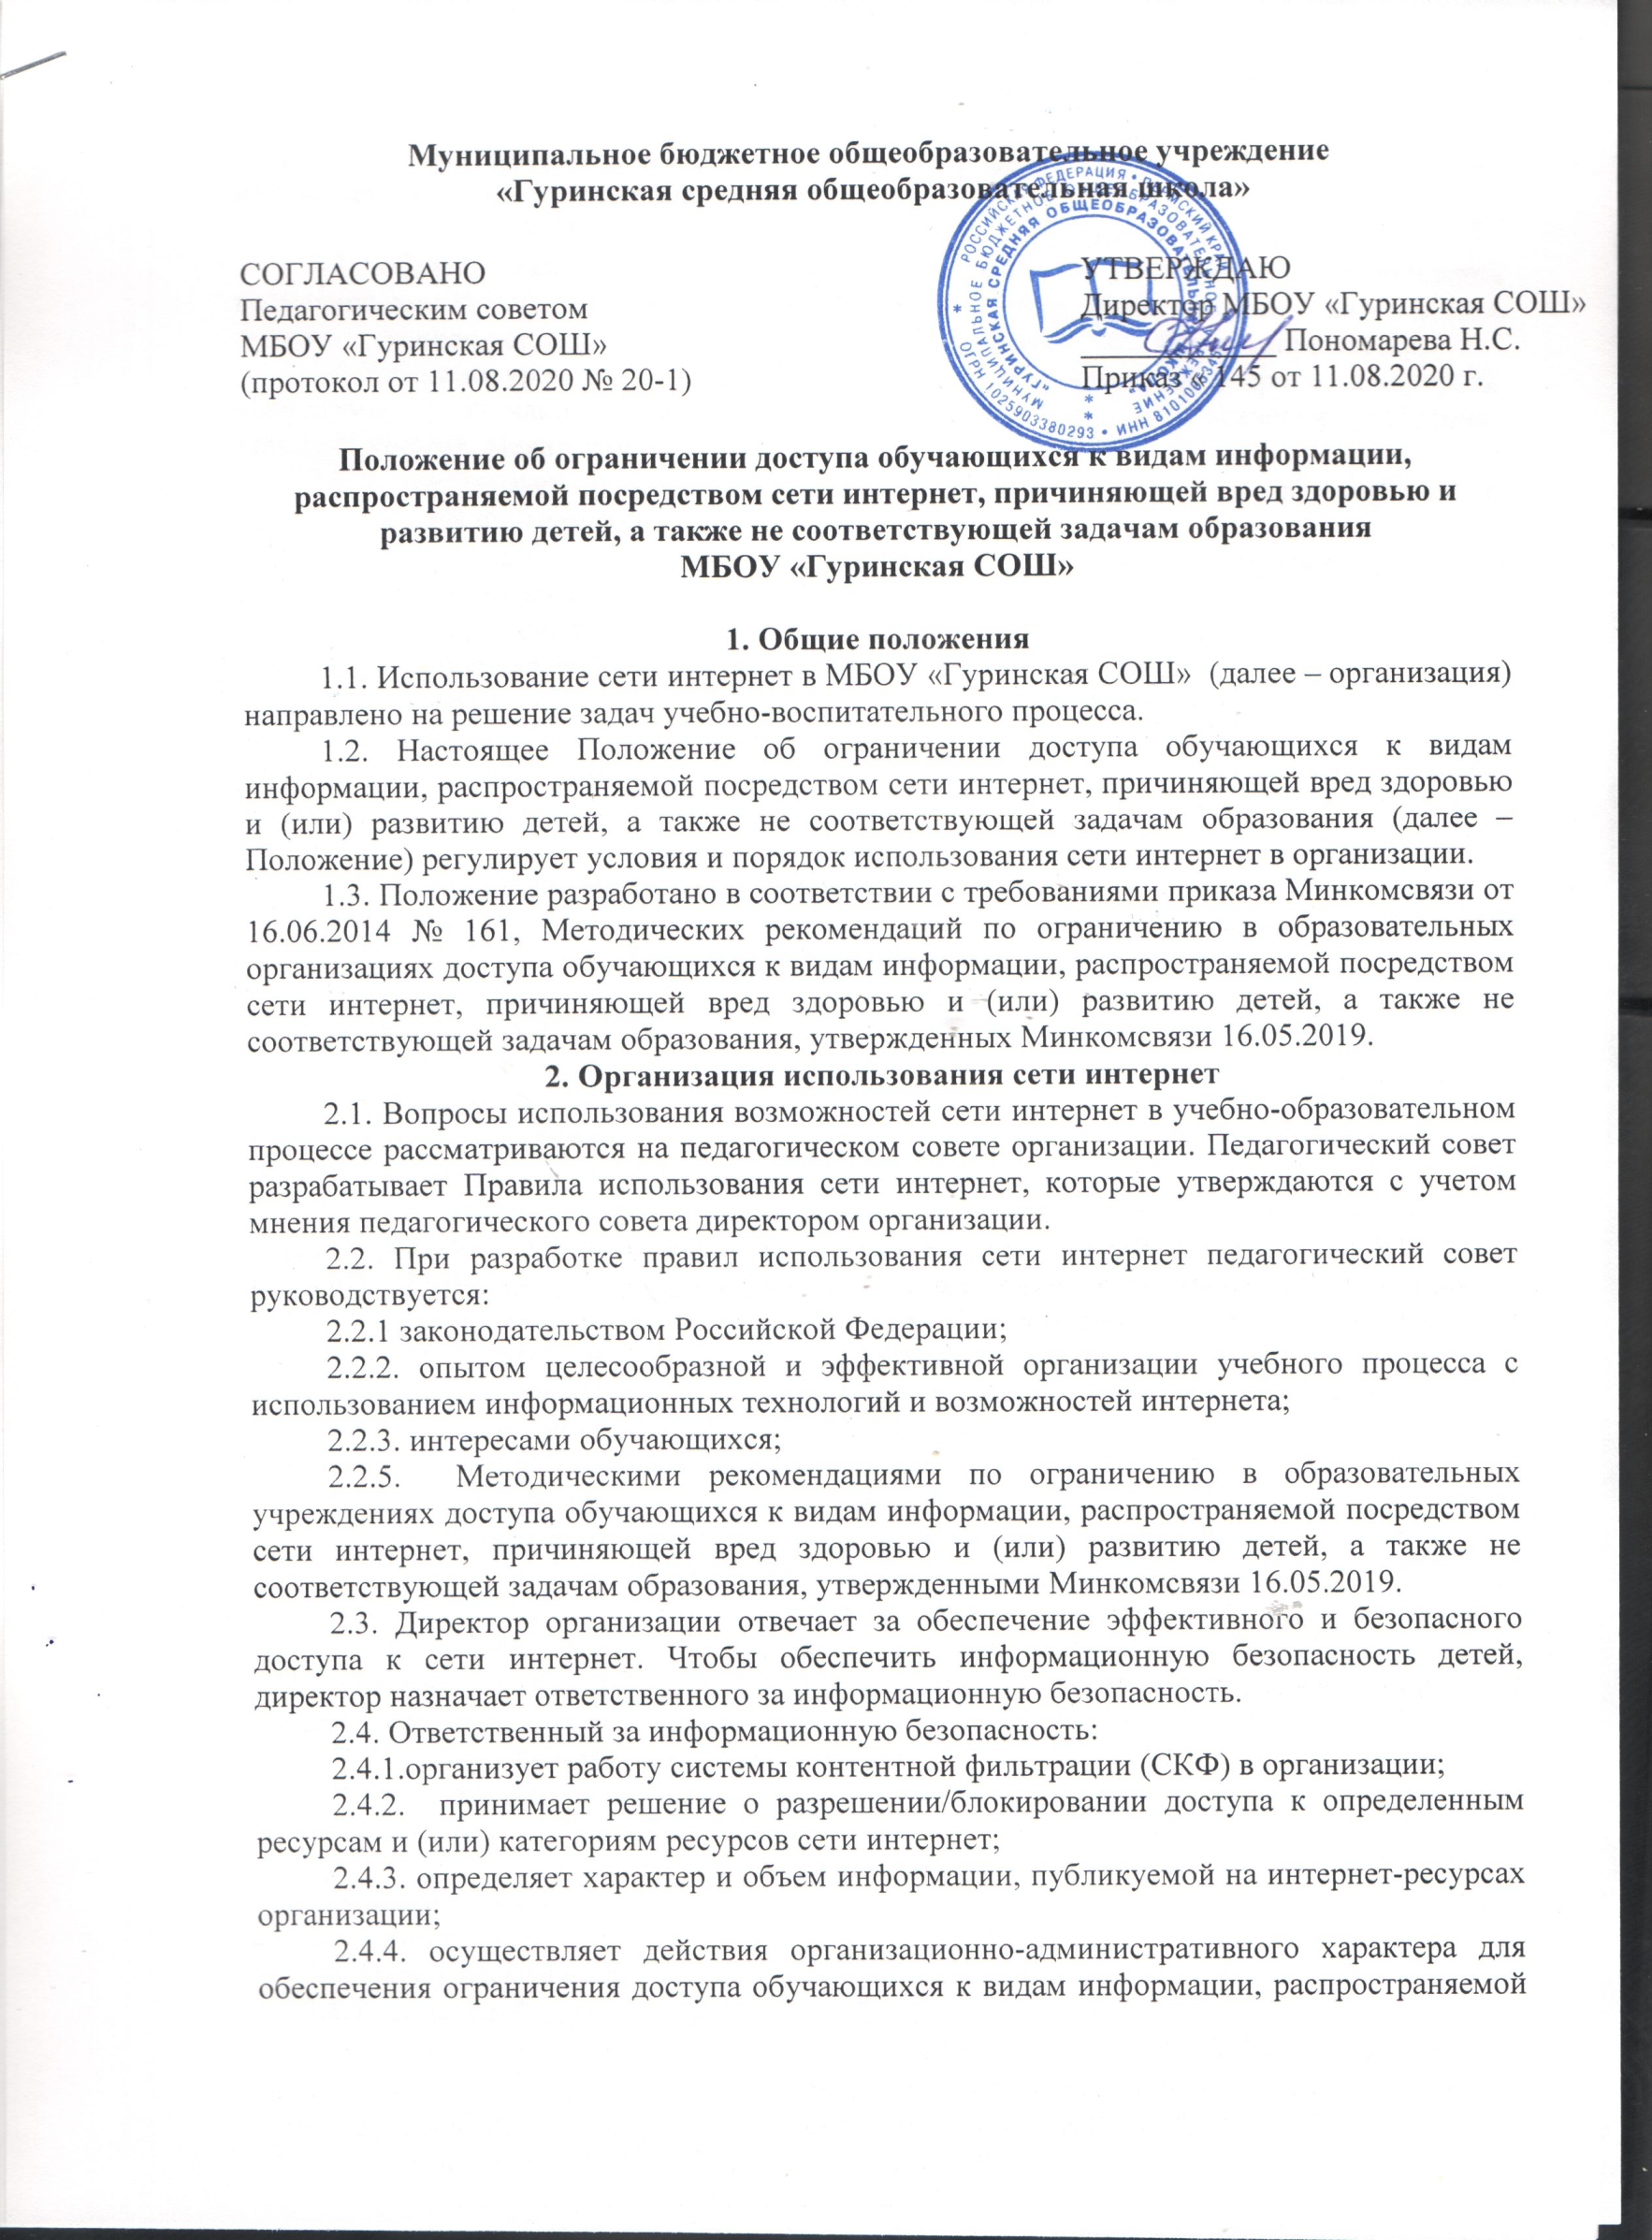 Муниципальное бюджетное общеобразовательное учреждение
«Гуринская средняя общеобразовательная школа»
СОГЛАСОВАНО
Педагогическим советом
МБОУ «Гуринская СОШ»
(протокол от 11.08.2020 № 20-1)
УТВЕРЖДАЮ
Директор МБОУ «Гуринская СОШ»
Пономарева Н.С.
Приказ 145 от 11.08.2020 г.
РОССИЙСКАЯ ФЕДЕРАЦИЯ • ПЕРМСКИЙ КРАЙ
ОГРН 1025903380293 • ИНН
МУНИЦИПАЛЬНОЕ БЮДЖЕТНОЕ ОБЩЕОБРАЗОВАТЕЛЬНОЕ УЧРЕЖДЕНИЕ
"ГУРИНСКАЯ СРЕДНЯЯ ОБЩЕОБРАЗОВАТЕЛЬНАЯ ШКОЛА"
Положение об ограничении доступа обучающихся к видам информации,
распространяемой посредством сети интернет, причиняющей вред здоровью и
развитию детей, а также не соответствующей задачам образования
МБОУ «Гуринская СОШ»
1. Общие положения
1.1. Использование сети интернет в МБОУ «Гуринская СОШ» (далее – организация)
направлено на решение задач учебно-воспитательного процесса.
1.2. Настоящее Положение об ограничении доступа обучающихся к видам
информации, распространяемой посредством сети интернет, причиняющей вред здоровью
и (или) развитию детей, а также не соответствующей задачам образования (далее –
Положение) регулирует условия и порядок использования сети интернет в организации.
1.3. Положение разработано в соответствии с требованиями приказа Минкомсвязи от
16.06.2014 № 161, Методических рекомендаций по ограничению в образовательных
организациях доступа обучающихся к видам информации, распространяемой посредством
сети интернет, причиняющей вред здоровью и (или) развитию детей, а также не
соответствующей задачам образования, утвержденных Минкомсвязи 16.05.2019.
2. Организация использования сети интернет
2.1. Вопросы использования возможностей сети интернет в учебно-образовательном
процессе рассматриваются на педагогическом совете организации. Педагогический совет
разрабатывает Правила использования сети интернет, которые утверждаются с учетом
мнения педагогического совета директором организации.
2.2. При разработке правил использования сети интернет педагогический совет
руководствуется:
2.2.1 законодательством Российской Федерации;
2.2.2. опытом целесообразной и эффективной организации учебного процесса с
использованием информационных технологий и возможностей интернета;
2.2.3. интересами обучающихся;
2.2.5. Методическими рекомендациями по ограничению в образовательных
учреждениях доступа обучающихся к видам информации, распространяемой посредством
сети интернет, причиняющей вред здоровью и (или) развитию детей, а также не
соответствующей задачам образования, утвержденными Минкомсвязи 16.05.2019.
2.3. Директор организации отвечает за обеспечение эффективного и безопасного
доступа к сети интернет. Чтобы обеспечить информационную безопасность детей,
директор назначает ответственного за информационную безопасность.
2.4. Ответственный за информационную безопасность:
2.4.1.организует работу системы контентной фильтрации (СКФ) в организации;
2.4.2. принимает решение о разрешении/блокировании доступа к определенным
ресурсам и (или) категориям ресурсов сети интернет;
2.4.3. определяет характер и объем информации, публикуемой на интернет-ресурсах
организации;
2.4.4. осуществляет действия организационно-административного характера для
обеспечения ограничения доступа обучающихся к видам информации, распространяемой